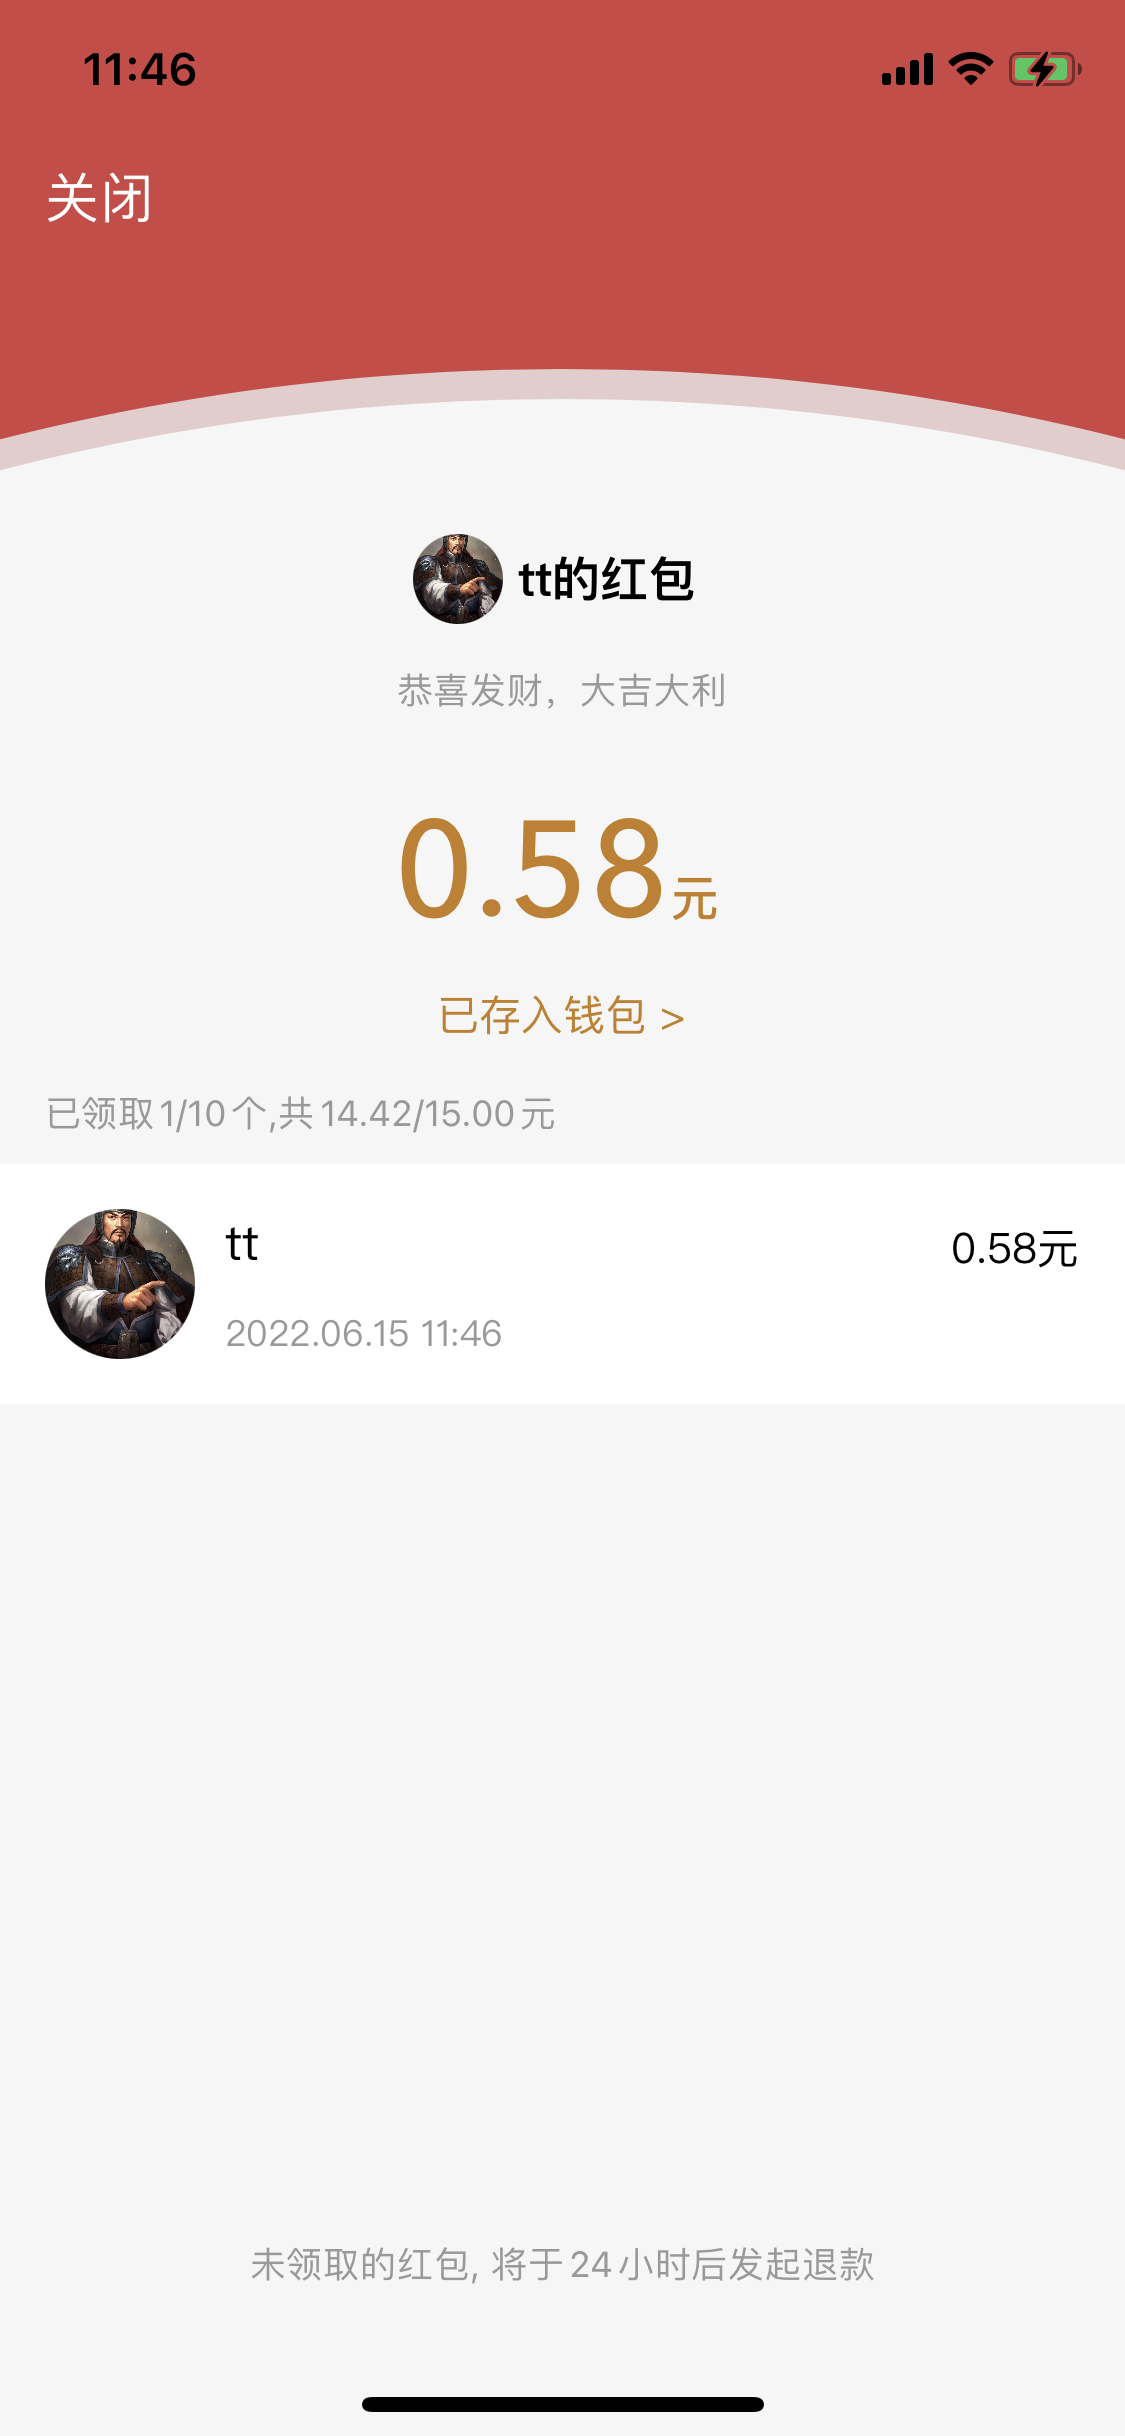 11:46
关闭
tt的红包
恭喜发财，大吉大利
0.58元
已存入钱包 >
已领取1/10个,共14.42/15.00元
tt
0.58元
2022.06.15 11:46
未领取的红包, 将于24小时后发起退款